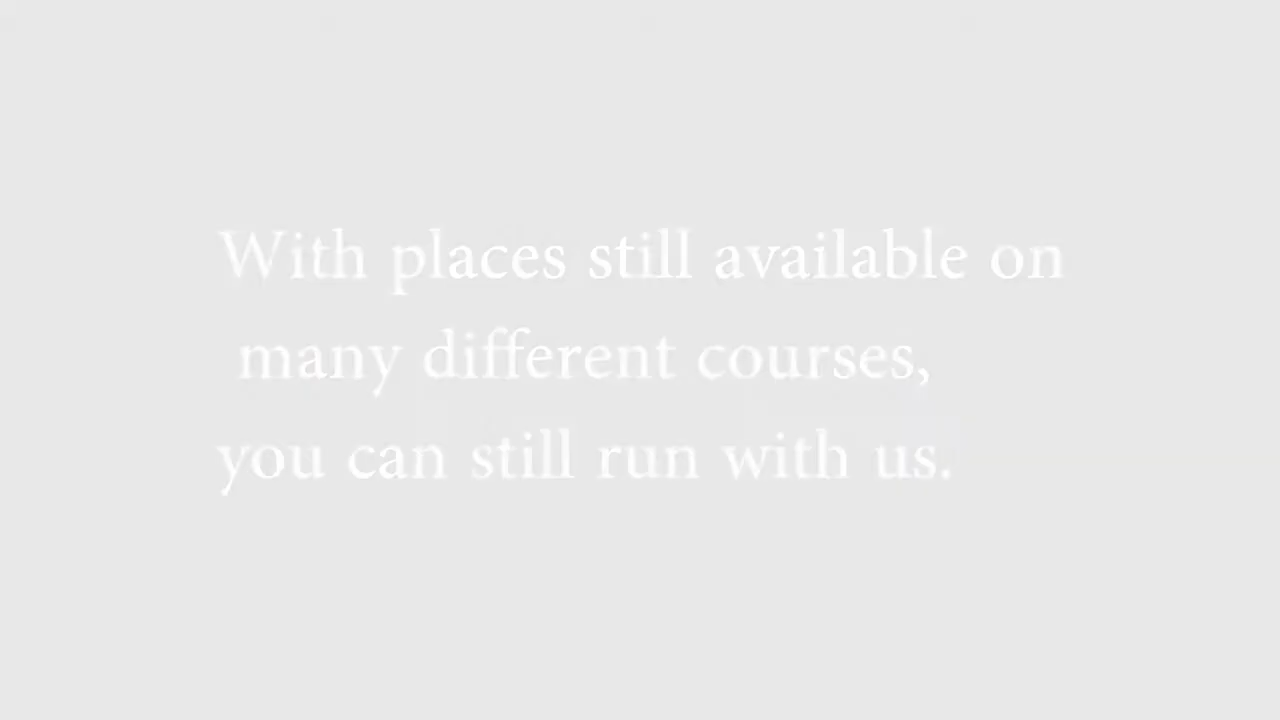 With places still available on
many different courses,
you can still run with us.